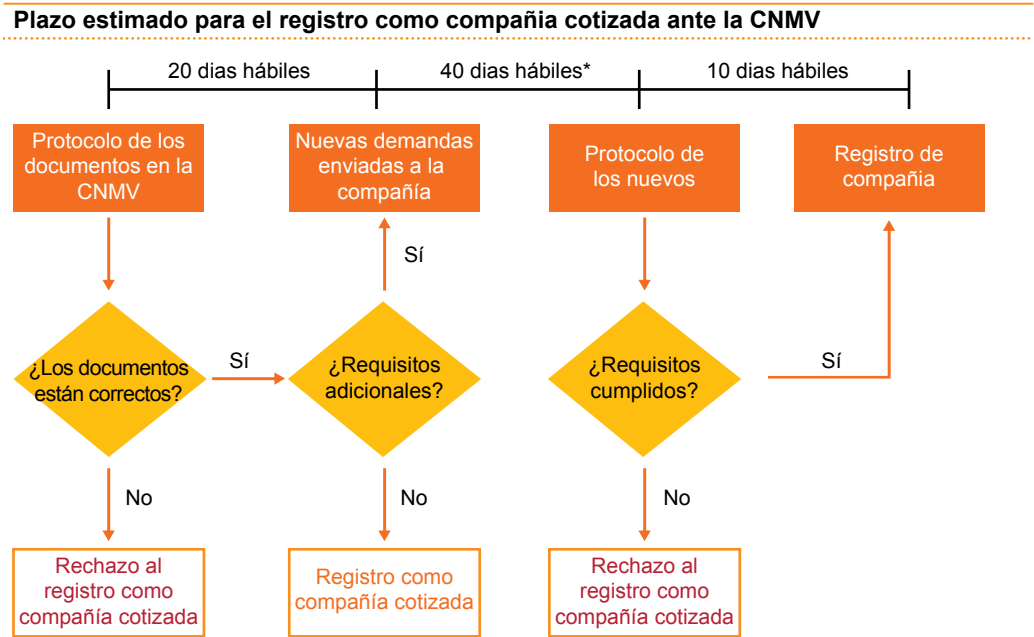 Plazo estimado para el registro como compañia cotizada ante la CNMV
20 dias hábiles
40 dias hábiles*
10 dias hábiles
Protocolo de los
documentos en la
CNMV
Nuevas demandas
enviadas a la
compañía
Protocolo de
los nuevos
Registro de
compañia
Sí
¿Los documentos
están correctos?
Sí
¿Requisitos
adicionales?
¿Requisitos
cumplidos?
Sí
No
No
No
Rechazo al
registro como
compañía cotizada
Registro como
compañía cotizada
Rechazo al
registro como
compañía cotizada